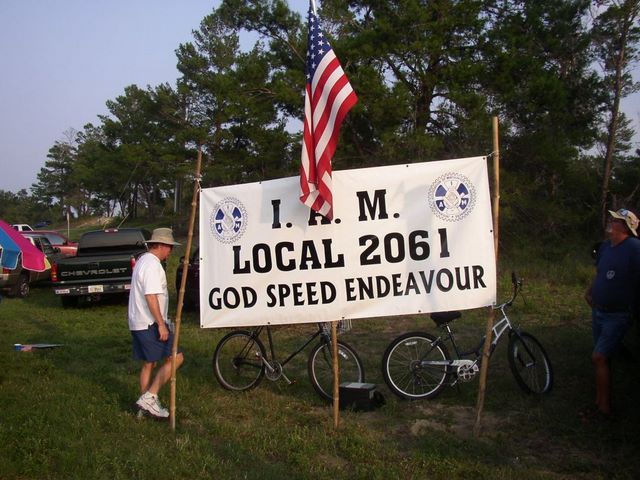 I. A. M.
LOCAL 2061
GOD SPEED ENDEAVOUR
CHEVROLET